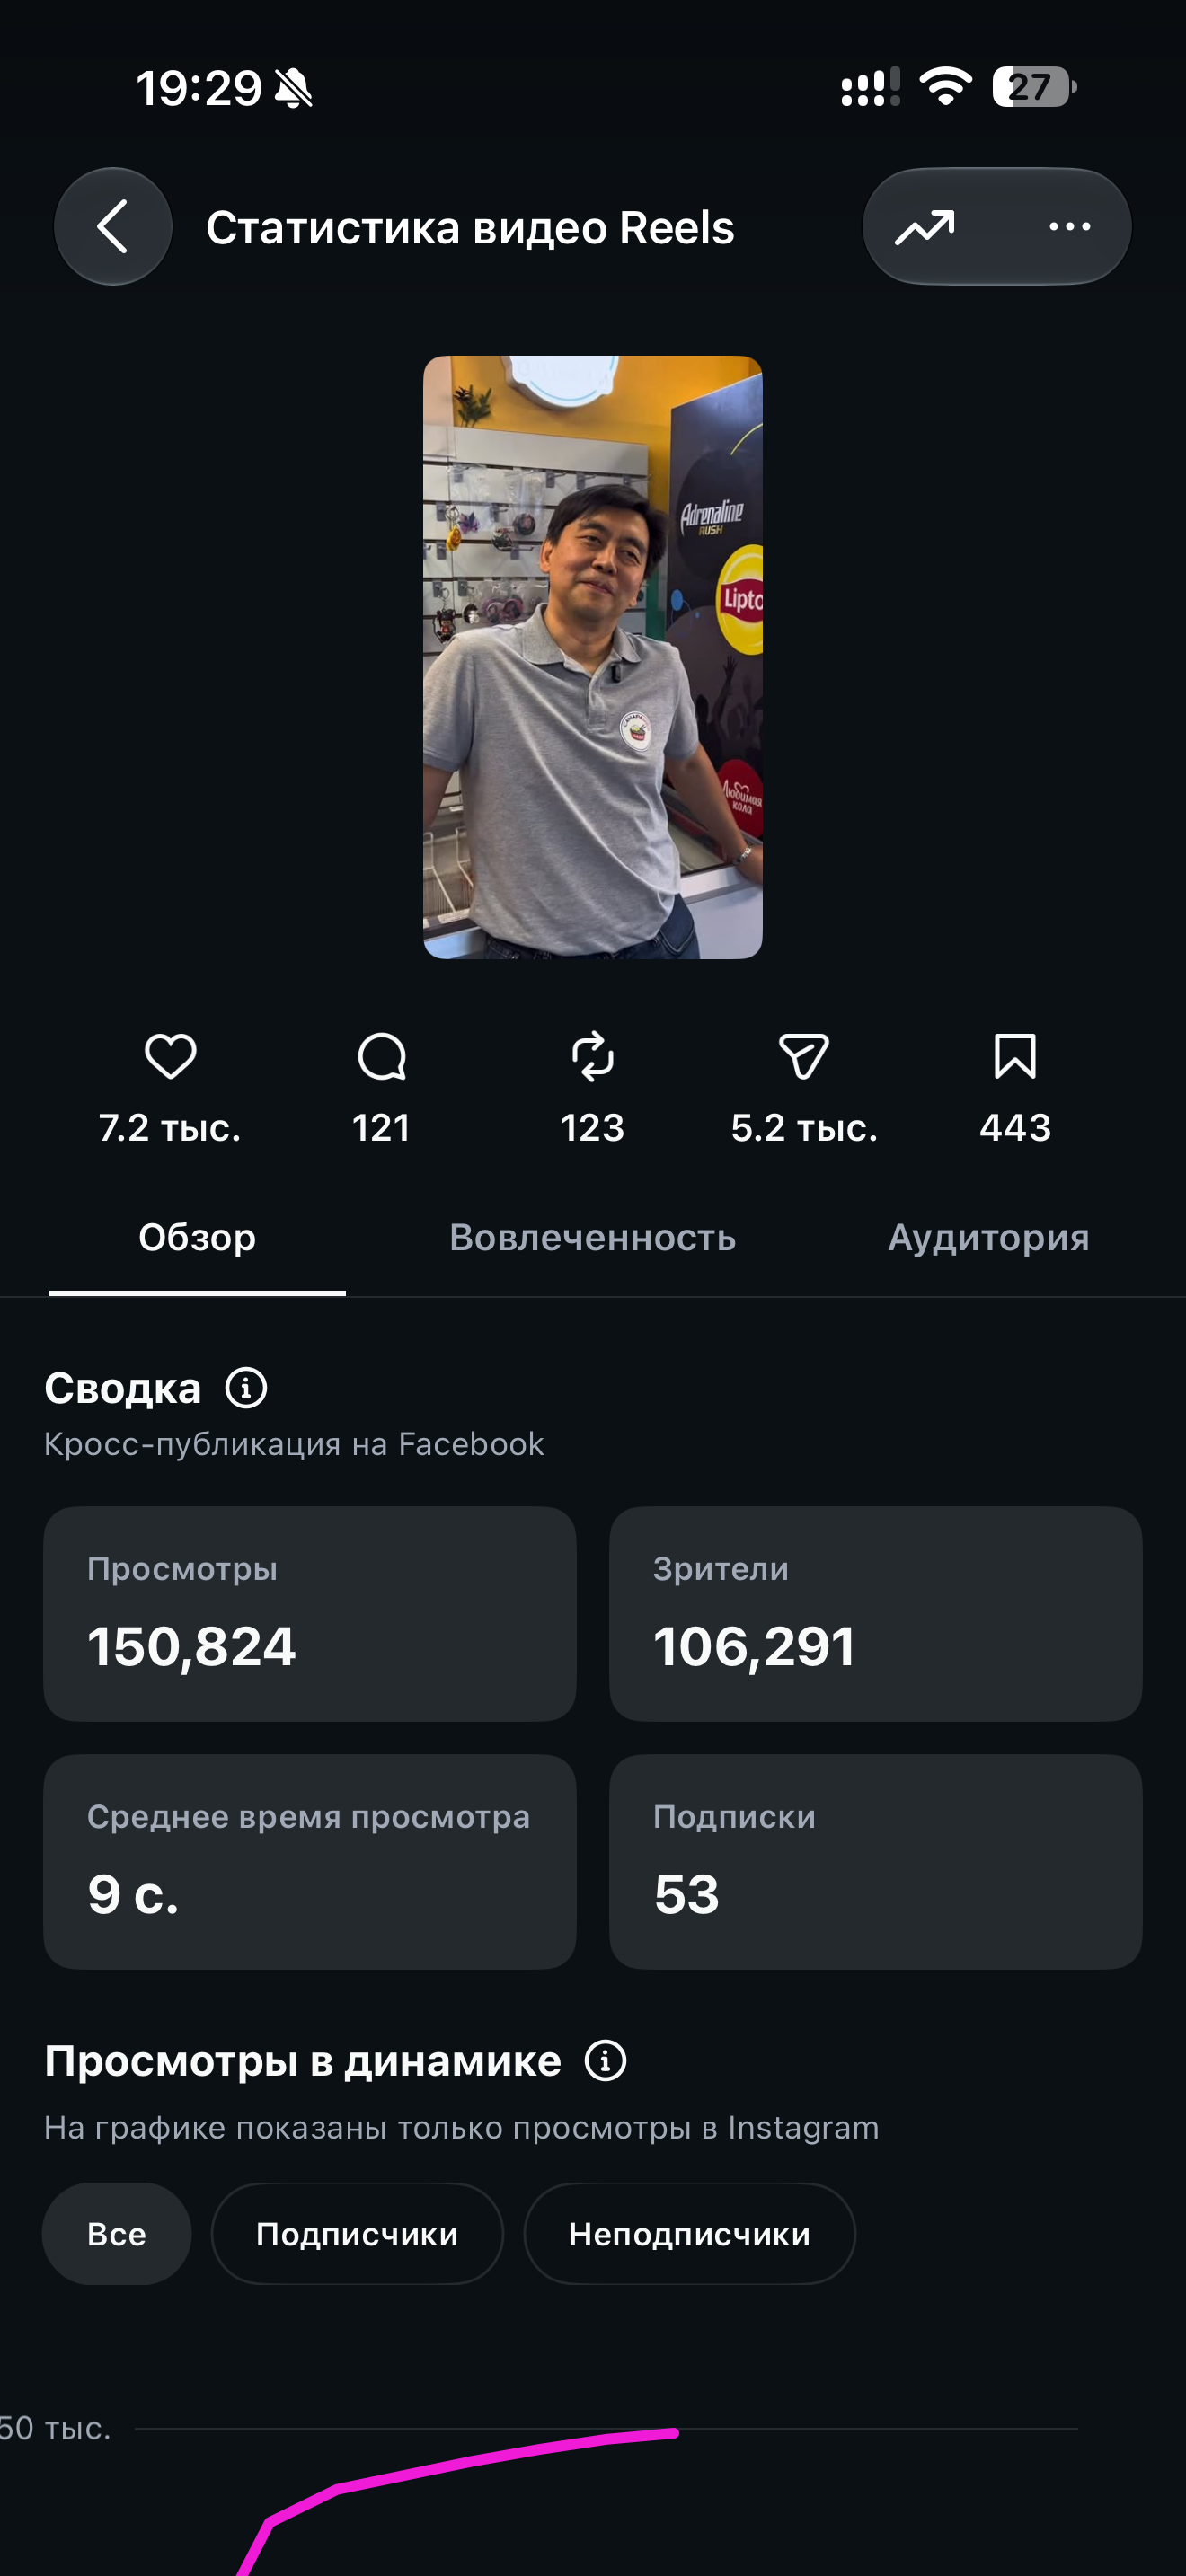 19:29
27
Статистика видео Reels
Adrenaline
RUSH
Lipto
Любимая
кола
7.2 тыс.
121
123
5.2 тыс.
443
Обзор
Вовлеченность
Аудитория
Сводка
Кросс-публикация на Facebook
Просмотры
Зрители
150,824
106,291
Среднее время просмотра
Подписки
9 с.
53
Просмотры в динамике
На графике показаны только просмотры в Instagram
Все
Подписчики
Неподписчики
50 тыс.